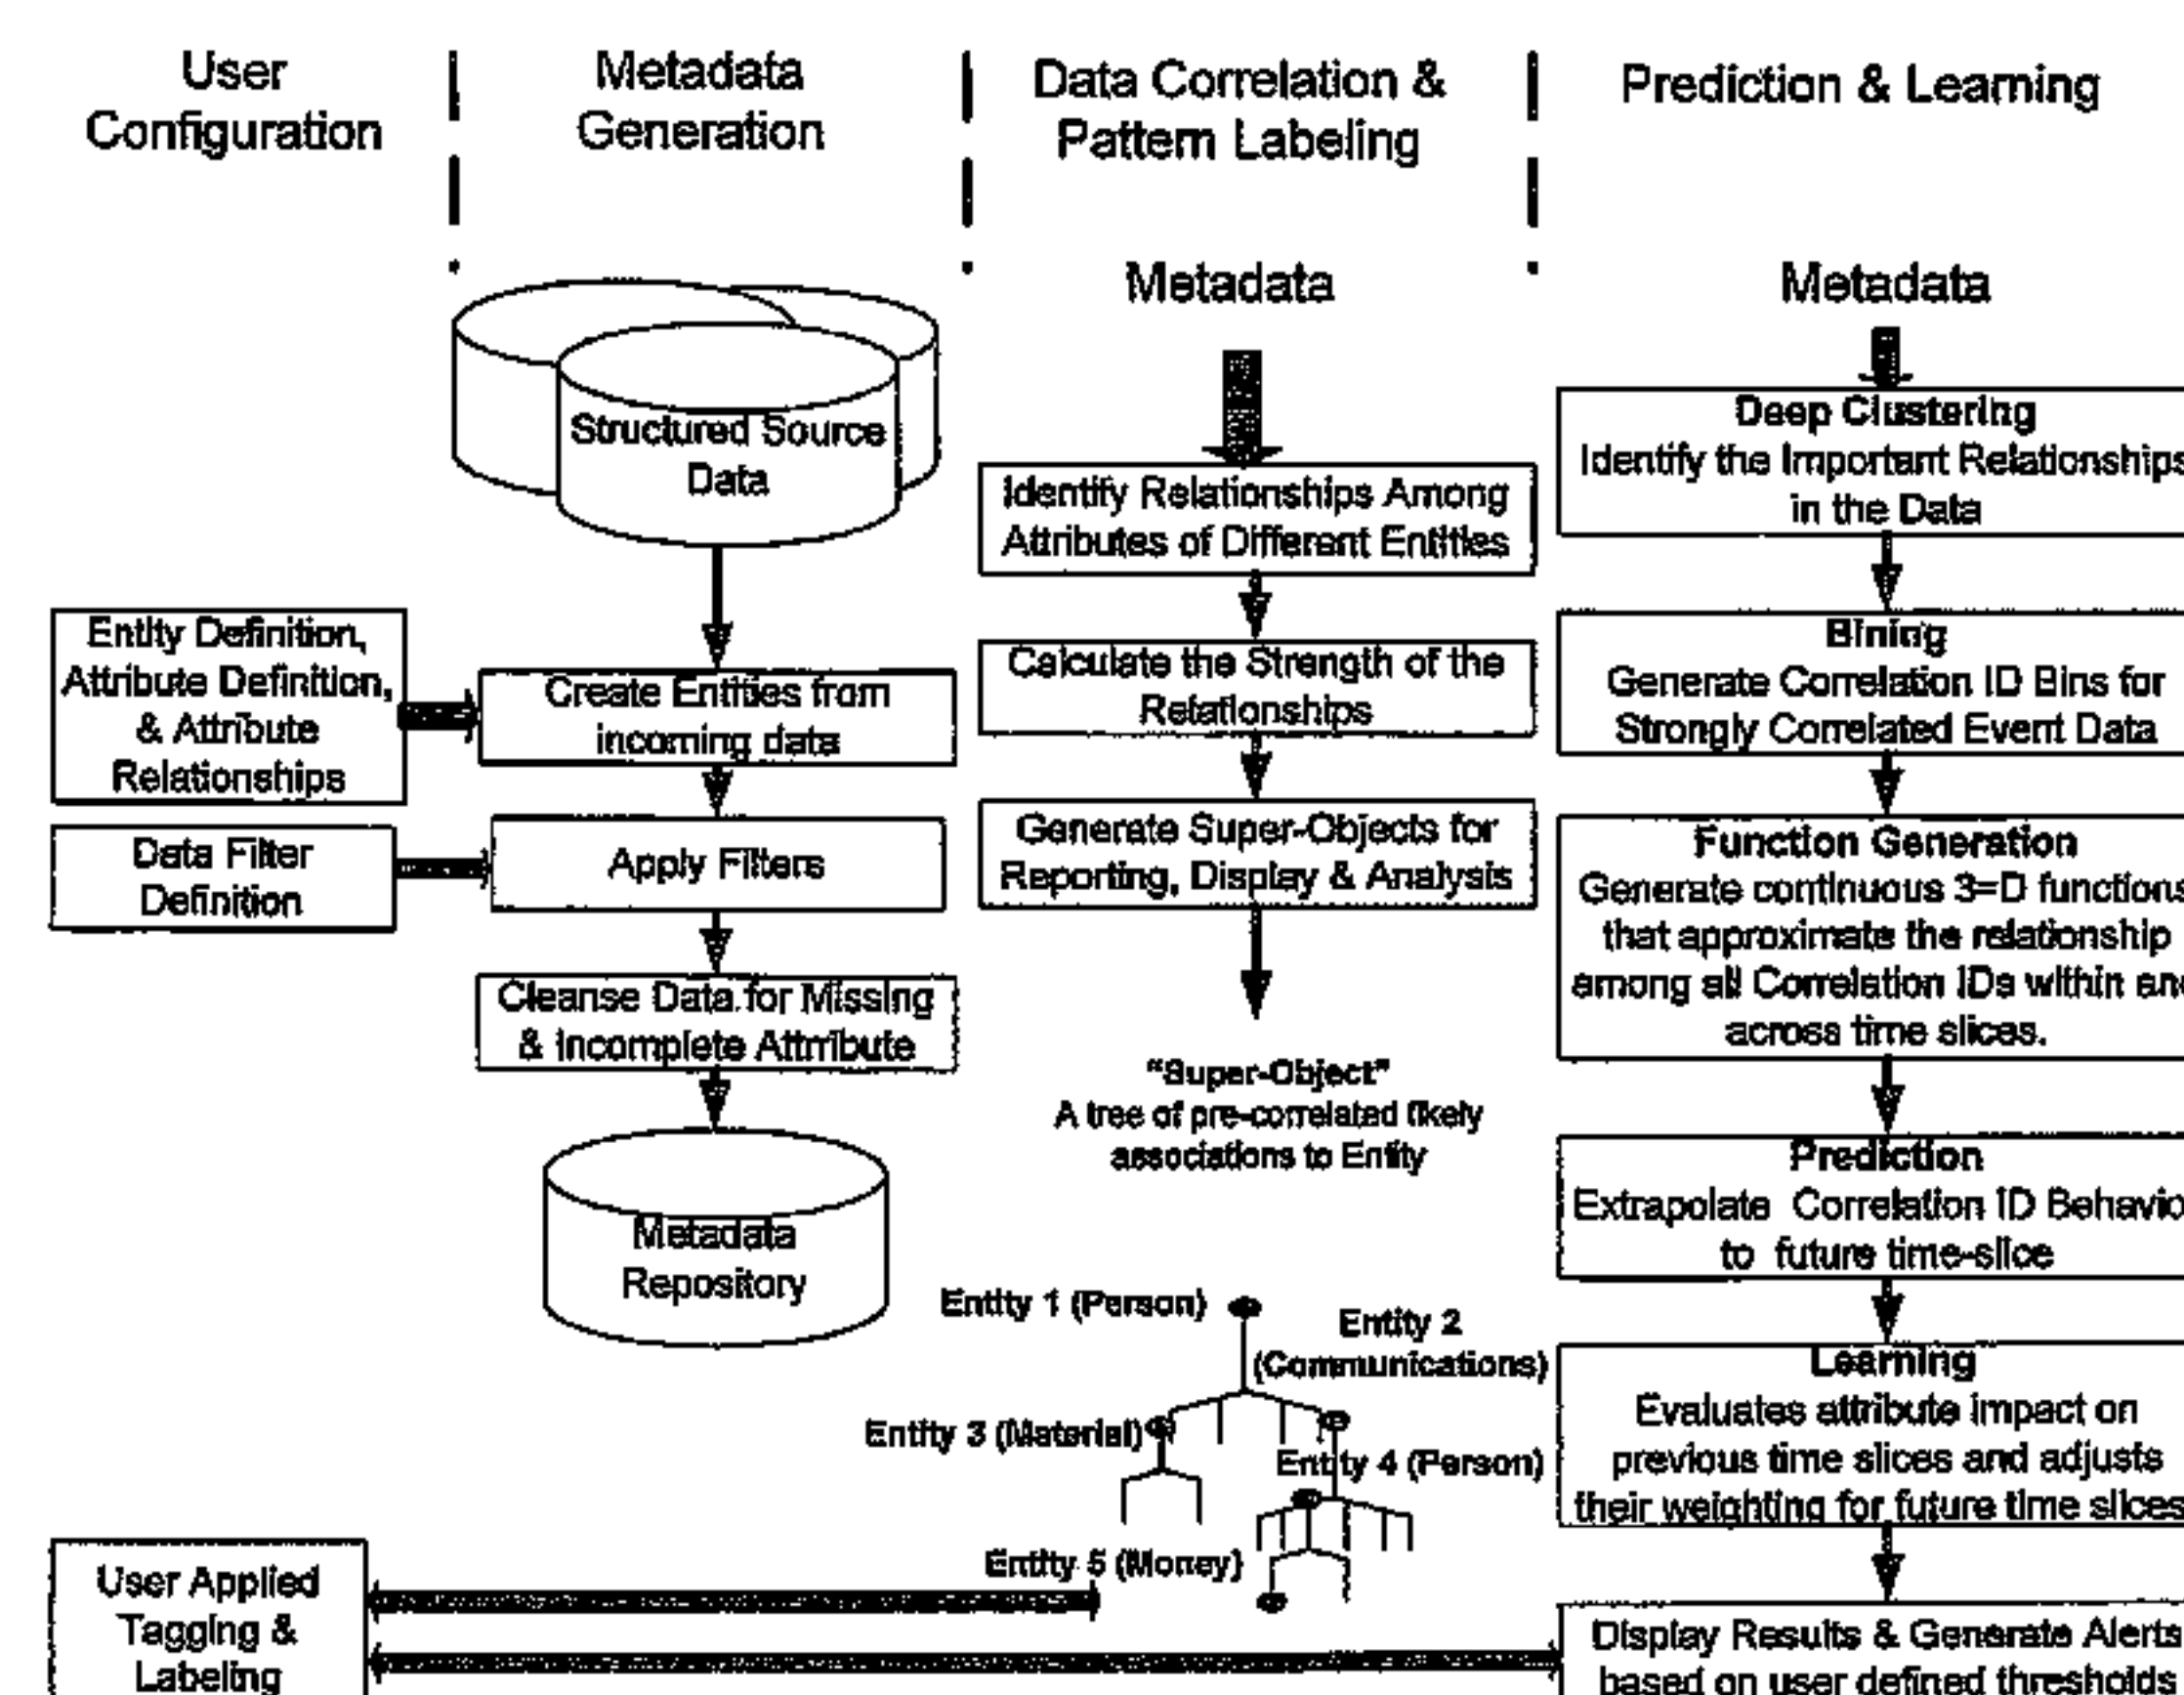 User
Configuration
Metadata
Generation
Data Correlation &
Pattern Labeling
Prediction & Learning
Structured Source
Data
Entity Definition,
Attribute Definition,
& Attribute
Relationships
Create Entities from
incoming data
Data Filter
Definition
Apply Filters
Cleanse Data for Missing
& Incomplete Attrribute
Metadata
Repository
Metadata
Identify Relationships Among
Attributes of Different Entities
Calculate the Strength of the
Relationships
Generate Super-Objects for
Reporting, Display & Analysis
"Super-Object"
A tree of pre-correlated likely
associations to Entity
Entity 1 (Person)
Entity 2
(Communications)
Entity 3 (Material)
Entity 4 (Person)
Entity 5 (Money)
User Applied
Tagging &
Labeling
Metadata
Deep Clustering
Identify the Important Relationships
in the Data
Bining
Generate Correlation ID Bins for
Strongly Correlated Event Data
Function Generation
Generate continuous 3=D functions
that approximate the relationship
among all Correlation IDs within and
across time slices.
Prediction
Extrapolate Correlation ID Behavio
to future time-slice
Learning
Evaluates attribute impact on
previous time slices and adjusts
their weighting for future time slices
Display Results & Generate Alerts
based on user defined thresholds